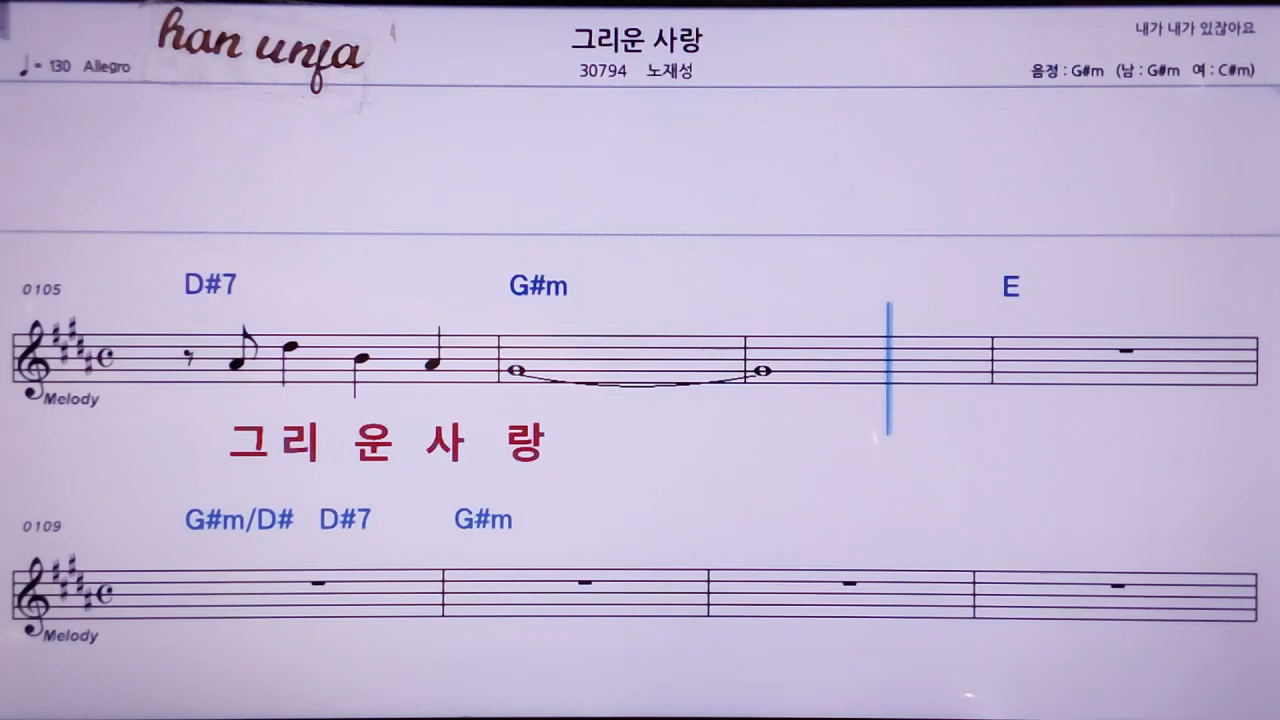 han unfa
그리운 사랑
내가 내가 있잖아요
♩= 130 Allegro
30794 노재성
음정 : G#m (남 : G#m 여 : C#m)
0105
D#7 G#m E
Melody
그 리 운 사 랑
0109
G#m/D# D#7 G#m
Melody